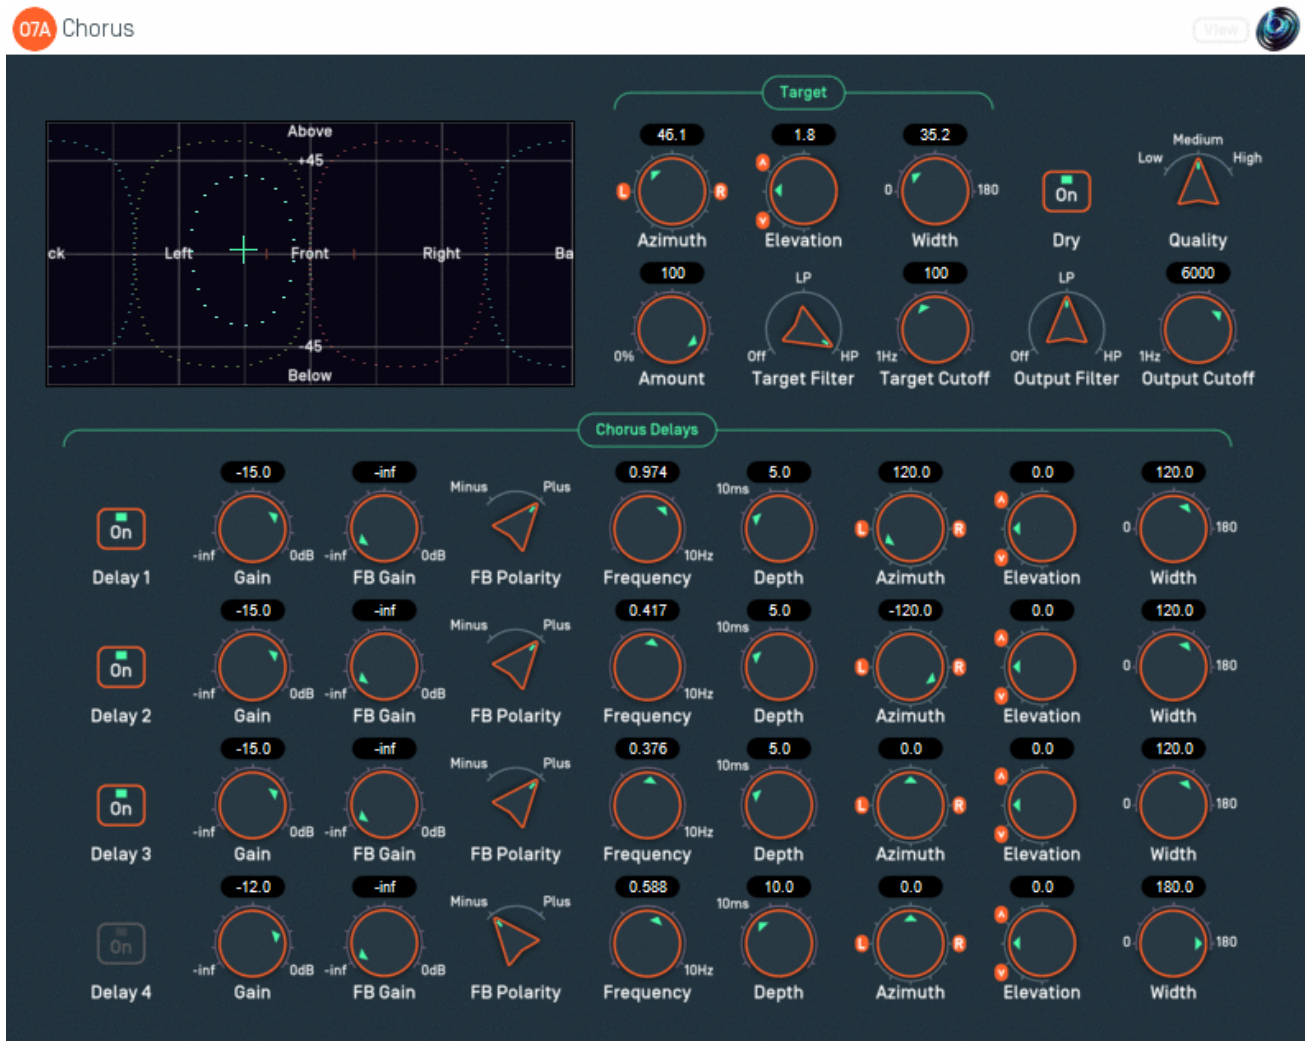 O7A Chorus
View
Target
Above
+45
ck Left Front Right Ba
-45
Below
46.1 1.8 35.2
L R Λ V 0 180
On
Low Medium High
Azimuth Elevation Width Dry Quality
100 LP 100 LP 6000
0% Off HP 1Hz Off HP 1Hz
Amount Target Filter Target Cutoff Output Filter Output Cutoff
Chorus Delays
-15.0 -inf 0.974 5.0 120.0 0.0 120.0
Minus Plus 10ms
On L R Λ V 0 180
-inf 0dB -inf 0dB 10Hz
Delay 1 Gain FB Gain FB Polarity Frequency Depth Azimuth Elevation Width
-15.0 -inf 0.417 5.0 -120.0 0.0 120.0
Minus Plus 10ms
On L R Λ V 0 180
-inf 0dB -inf 0dB 10Hz
Delay 2 Gain FB Gain FB Polarity Frequency Depth Azimuth Elevation Width
-15.0 -inf 0.376 5.0 0.0 0.0 120.0
Minus Plus 10ms
On L R Λ V 0 180
-inf 0dB -inf 0dB 10Hz
Delay 3 Gain FB Gain FB Polarity Frequency Depth Azimuth Elevation Width
-12.0 -inf 0.588 10.0 0.0 0.0 180.0
Minus Plus 10ms
On L R Λ V 0 180
-inf 0dB -inf 0dB 10Hz
Delay 4 Gain FB Gain FB Polarity Frequency Depth Azimuth Elevation Width